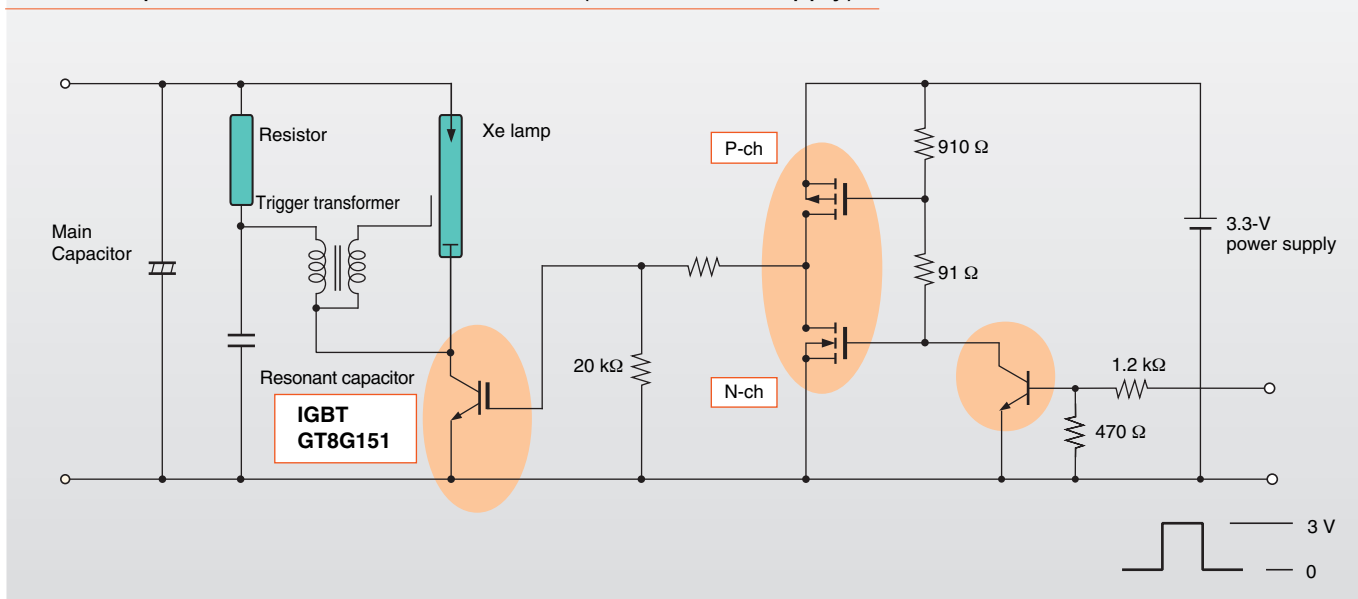 Resistor
Xe lamp
Trigger transformer
Main
Capacitor
Resonant capacitor
IGBT
GT8G151
20 kΩ
P-ch
N-ch
910 Ω
91 Ω
3.3-V
power supply
1.2 kΩ
470 Ω
3 V
0